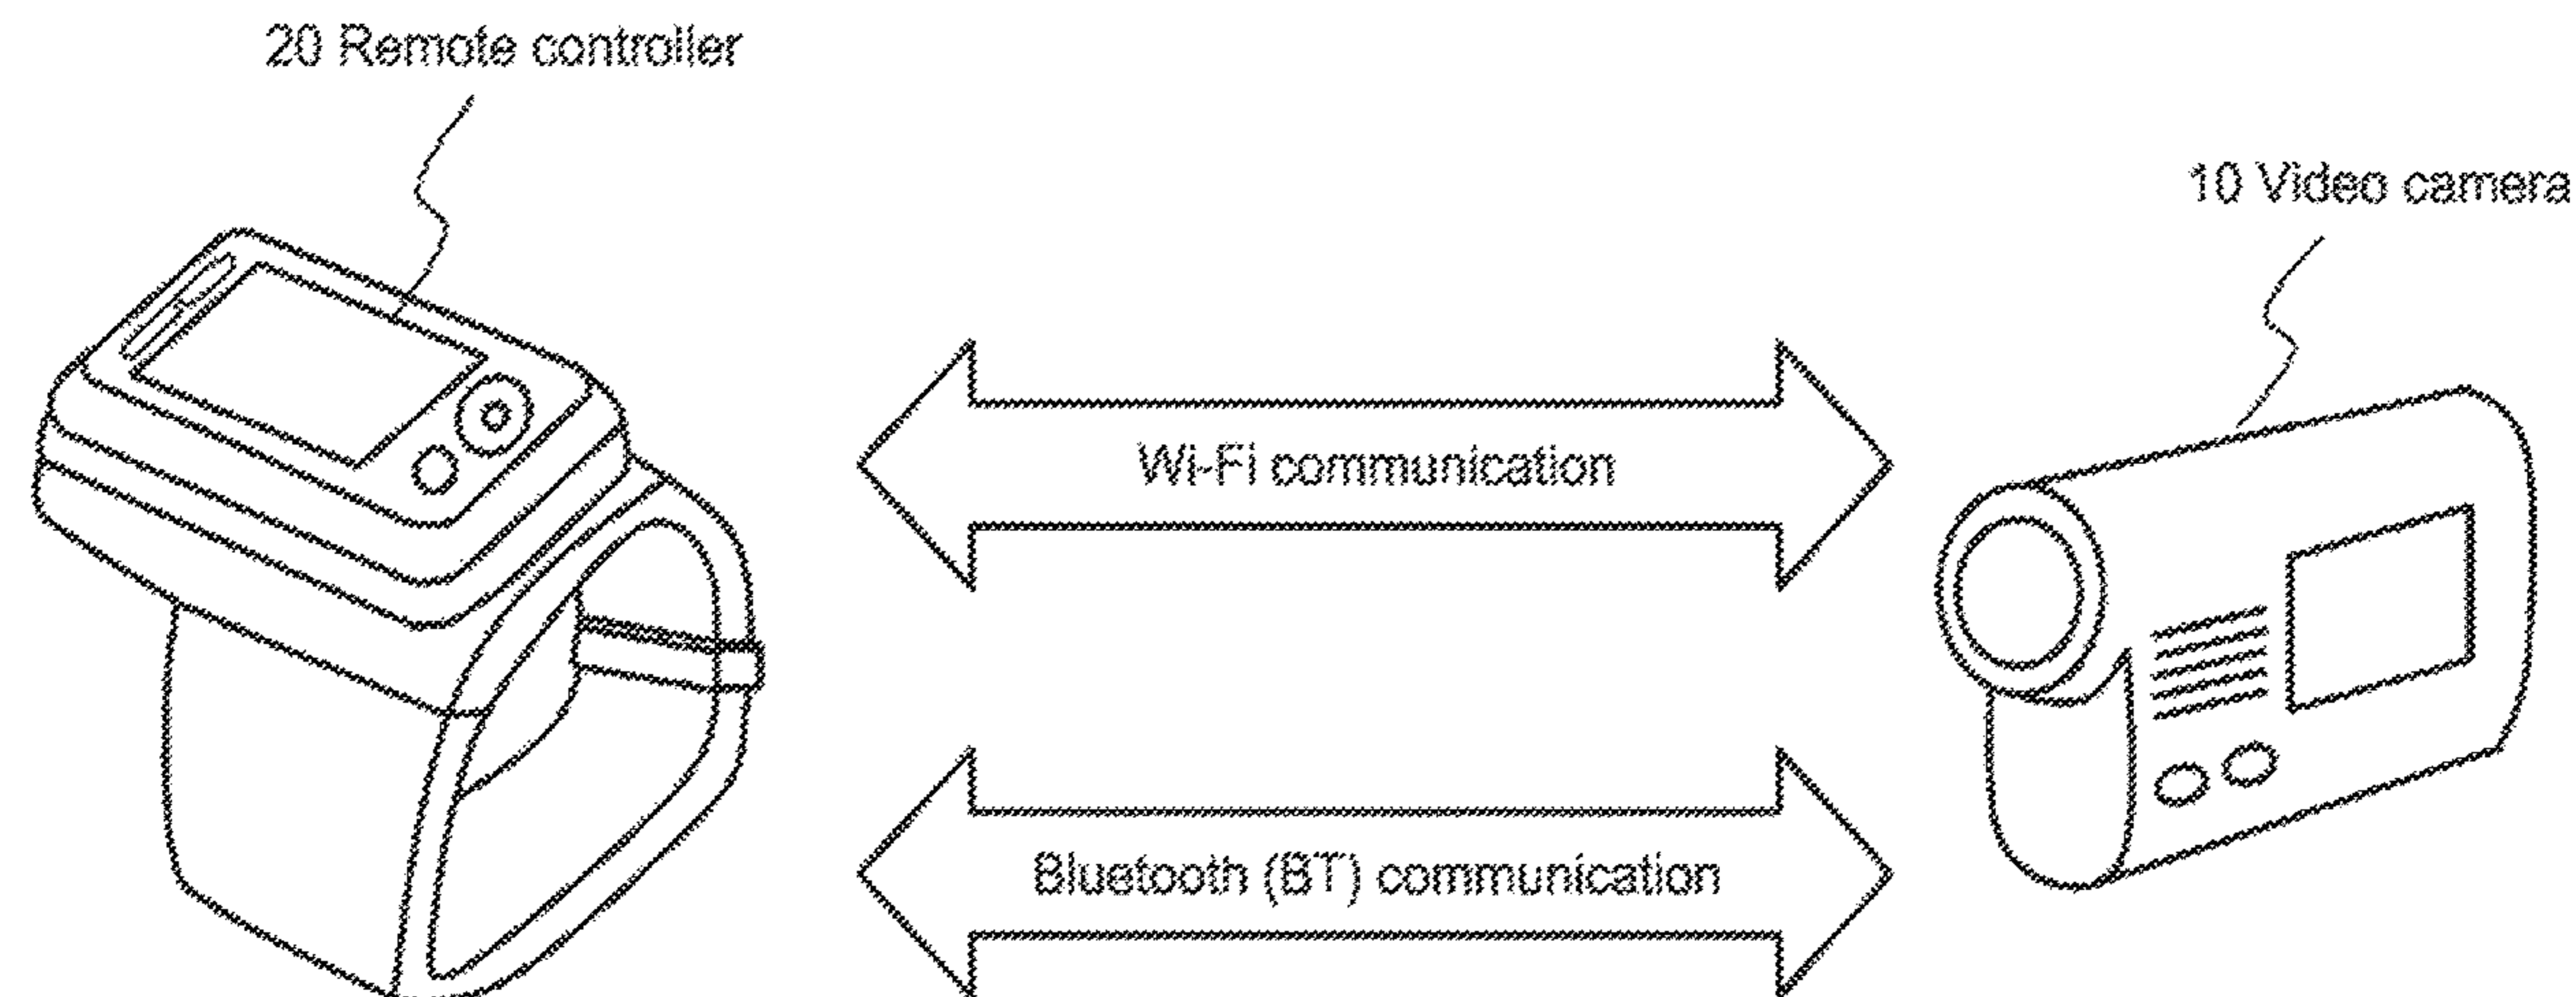 20 Remote controller
10 Video camera
Wi-Fi communication
Bluetooth (BT) communication